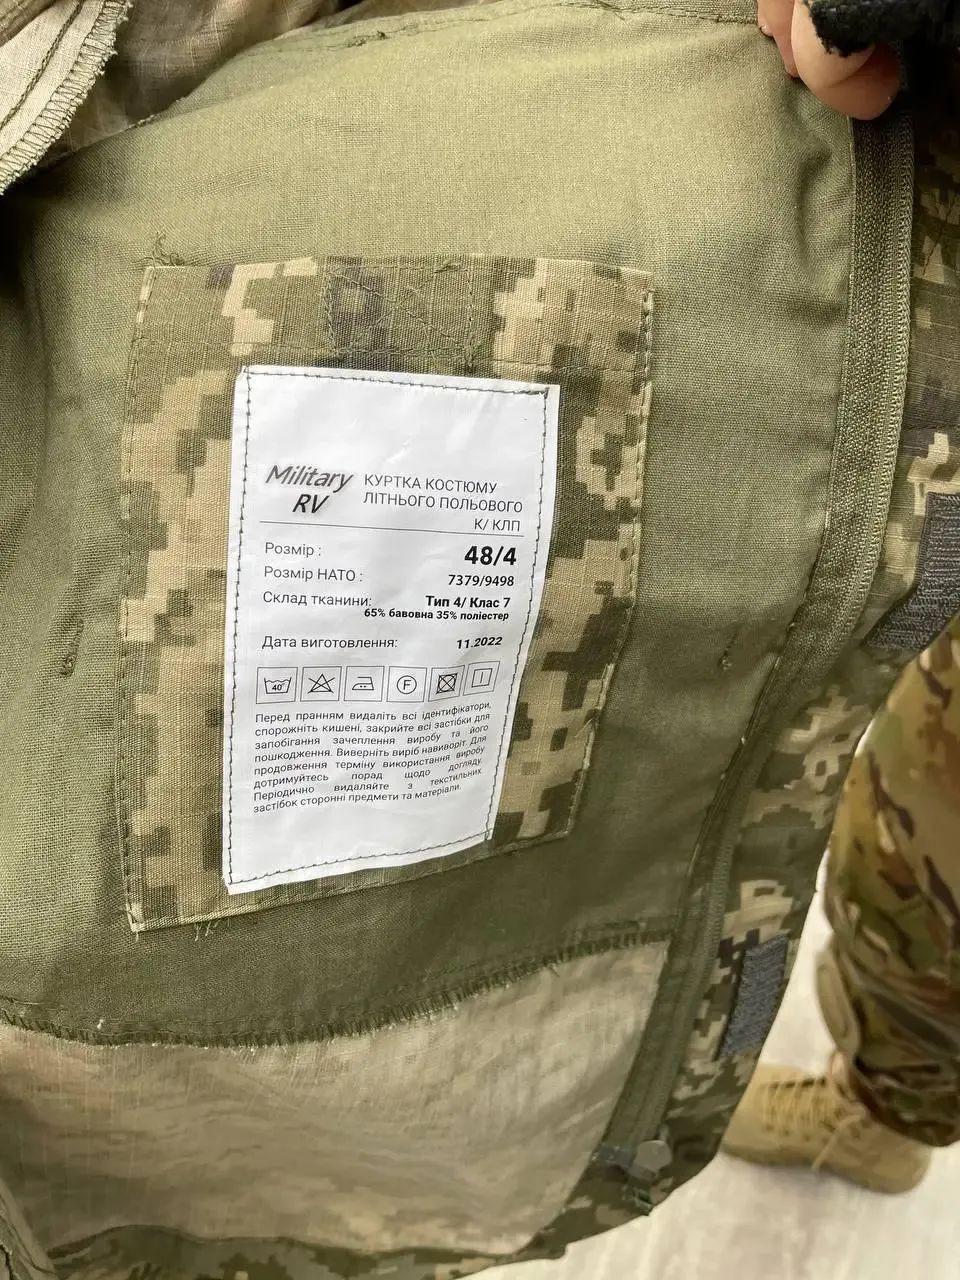 Military RV
КУРТКА КОСТЮМУ
ЛІТНЬОГО ПОЛЬОВОГО
К/ КЛП
Розмір : 48/4
Розмір НАТО : 7379/9498
Склад тканини: Тип 4/ Клас 7
65% бавовна 35% поліестер
Дата виготовлення: 11.2022
40 F
Перед пранням видаліть всі ідентифікатори,
спорожніть кишені, закрийте всі застібки для
запобігання зачеплення виробу та його
пошкодження. Виверніть виріб навиворіт. Для
продовження терміну використання виробу
дотримуйтесь порад щодо догляду.
Періодично видаляйте з текстильних
застібок сторонні предмети та матеріали.